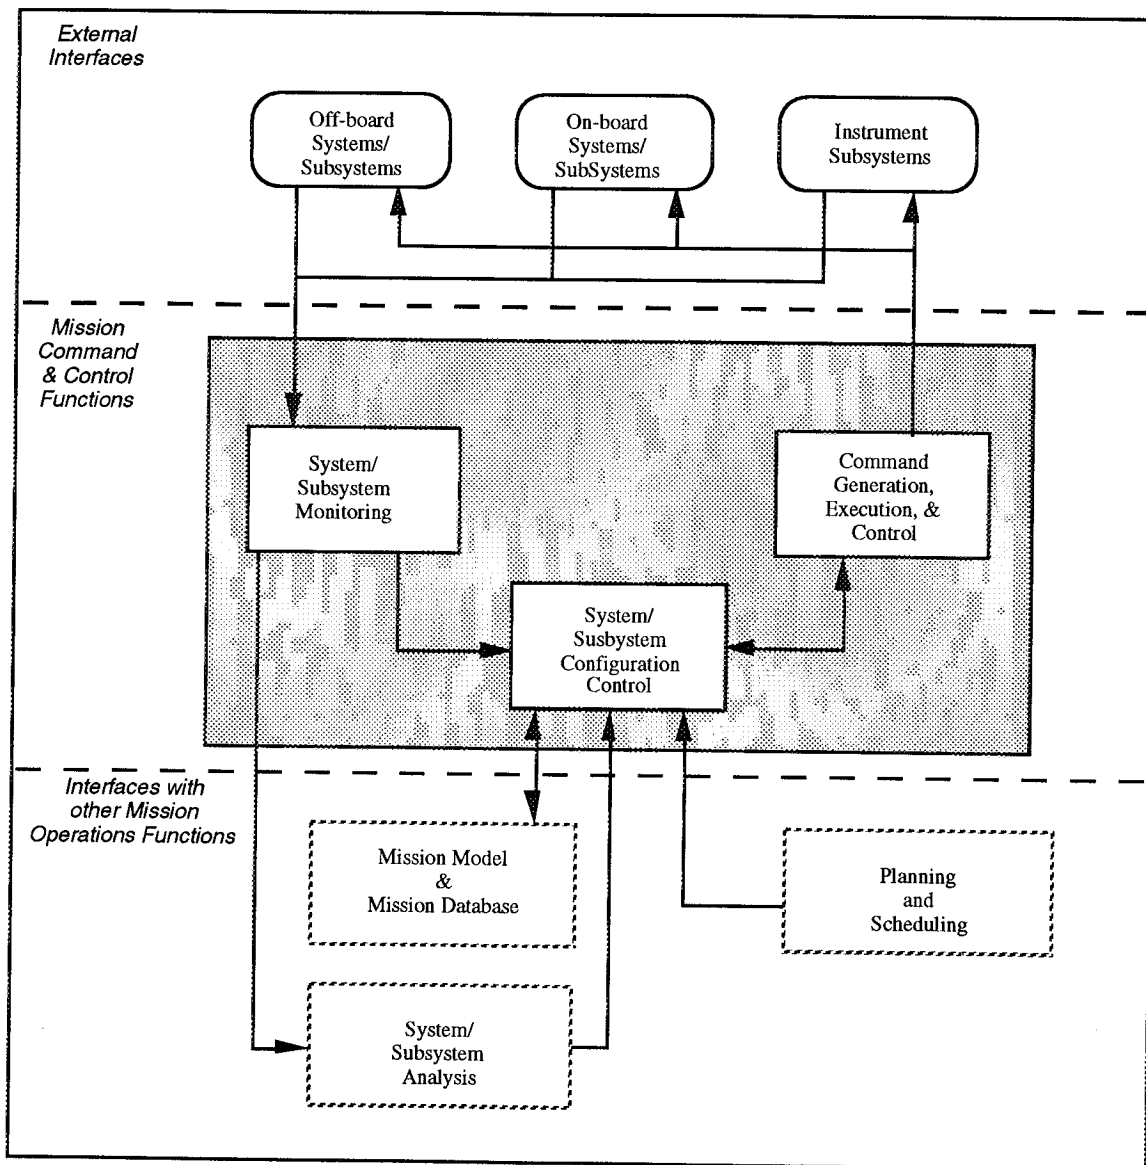 External
Interfaces
Off-board
Systems/
Subsystems
On-board
Systems/
SubSystems
Instrument
Subsystems
Mission
Command
& Control
Functions
System/
Subsystem
Monitoring
Command
Generation,
Execution, &
Control
System/
Susbystem
Configuration
Control
Interfaces with
other Mission
Operations Functions
Mission Model
&
Mission Database
Planning
and
Scheduling
System/
Subsystem
Analysis